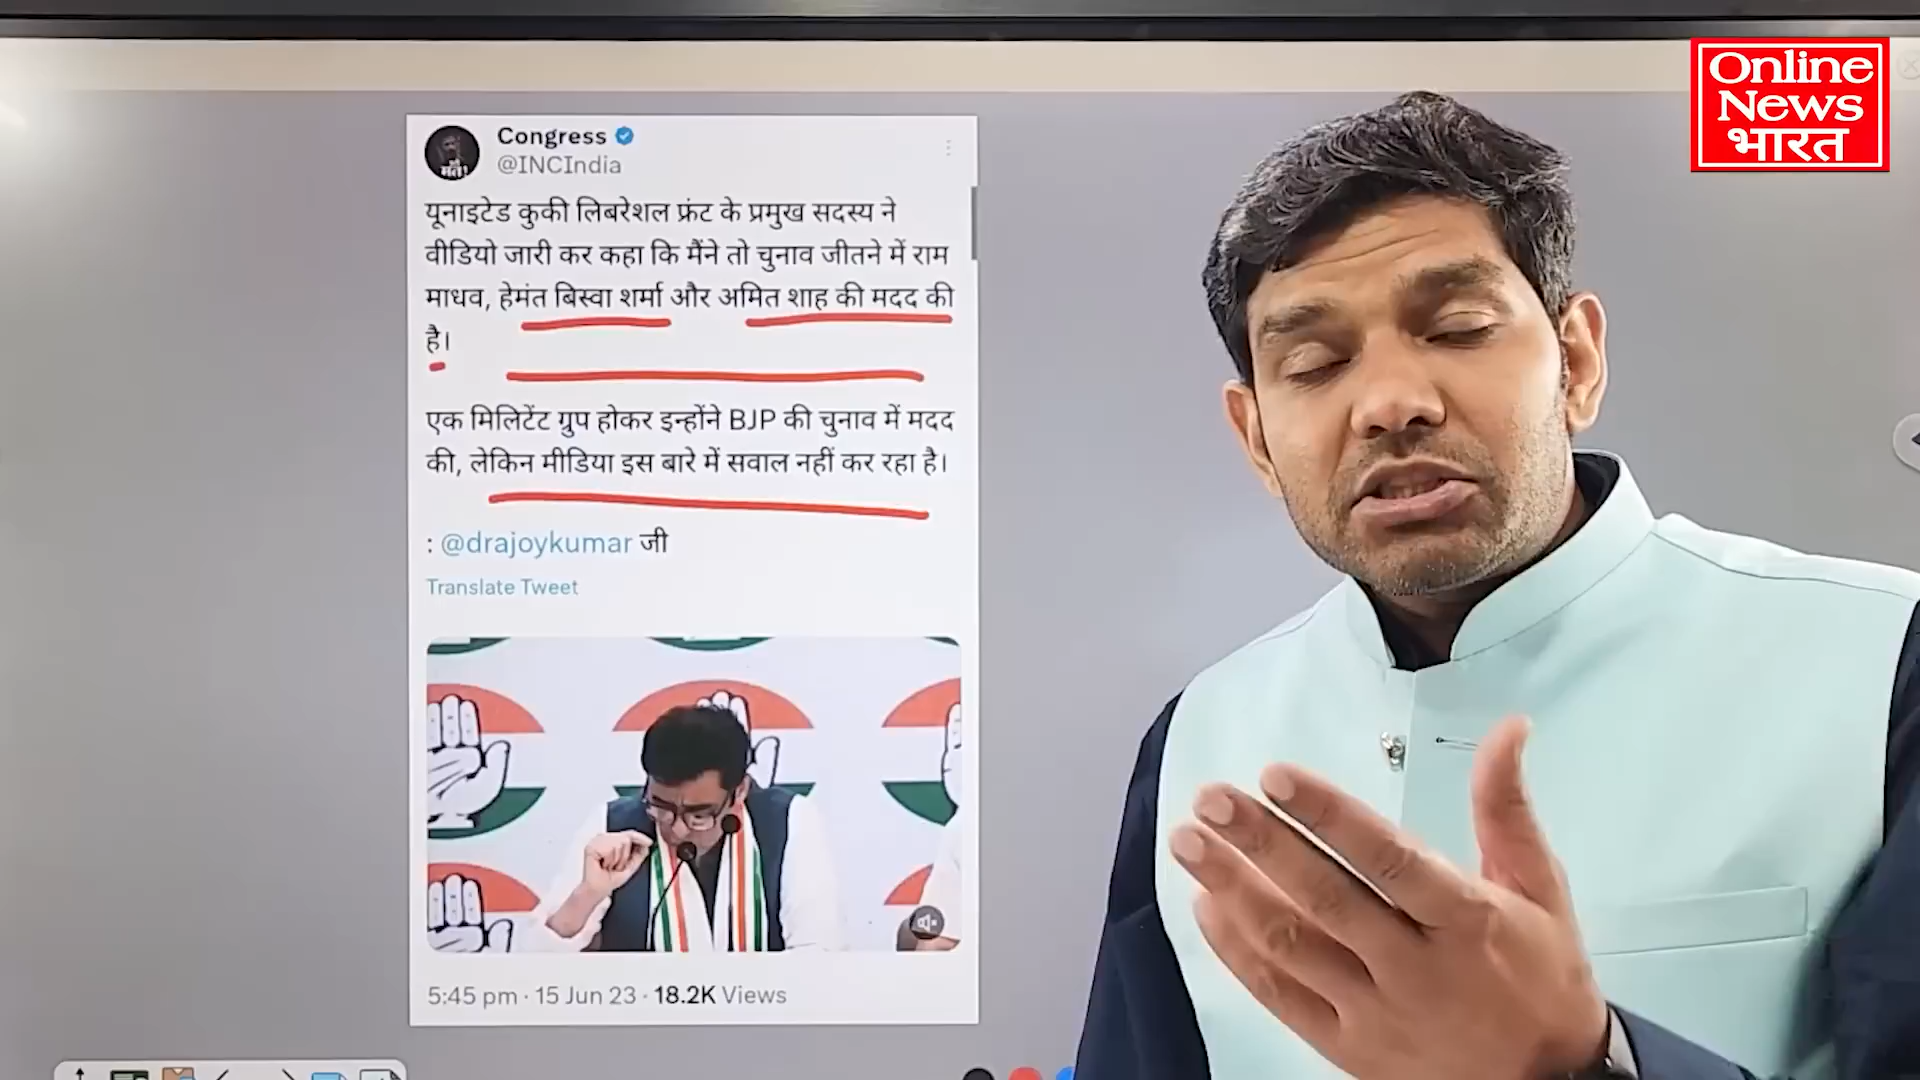 Online
News
भारत
Congress
@INCIndia
यूनाइटेड कुकी लिबरेशल फ्रंट के प्रमुख सदस्य ने
वीडियो जारी कर कहा कि मैंने तो चुनाव जीतने में राम
माधव, हेमंत बिस्वा शर्मा और अमित शाह की मदद की
है।
एक मिलिटेंट ग्रुप होकर इन्होंने BJP की चुनाव में मदद
की, लेकिन मीडिया इस बारे में सवाल नहीं कर रहा है।
: @drajoykumar जी
Translate Tweet
5:45 pm · 15 Jun 23 · 18.2K Views